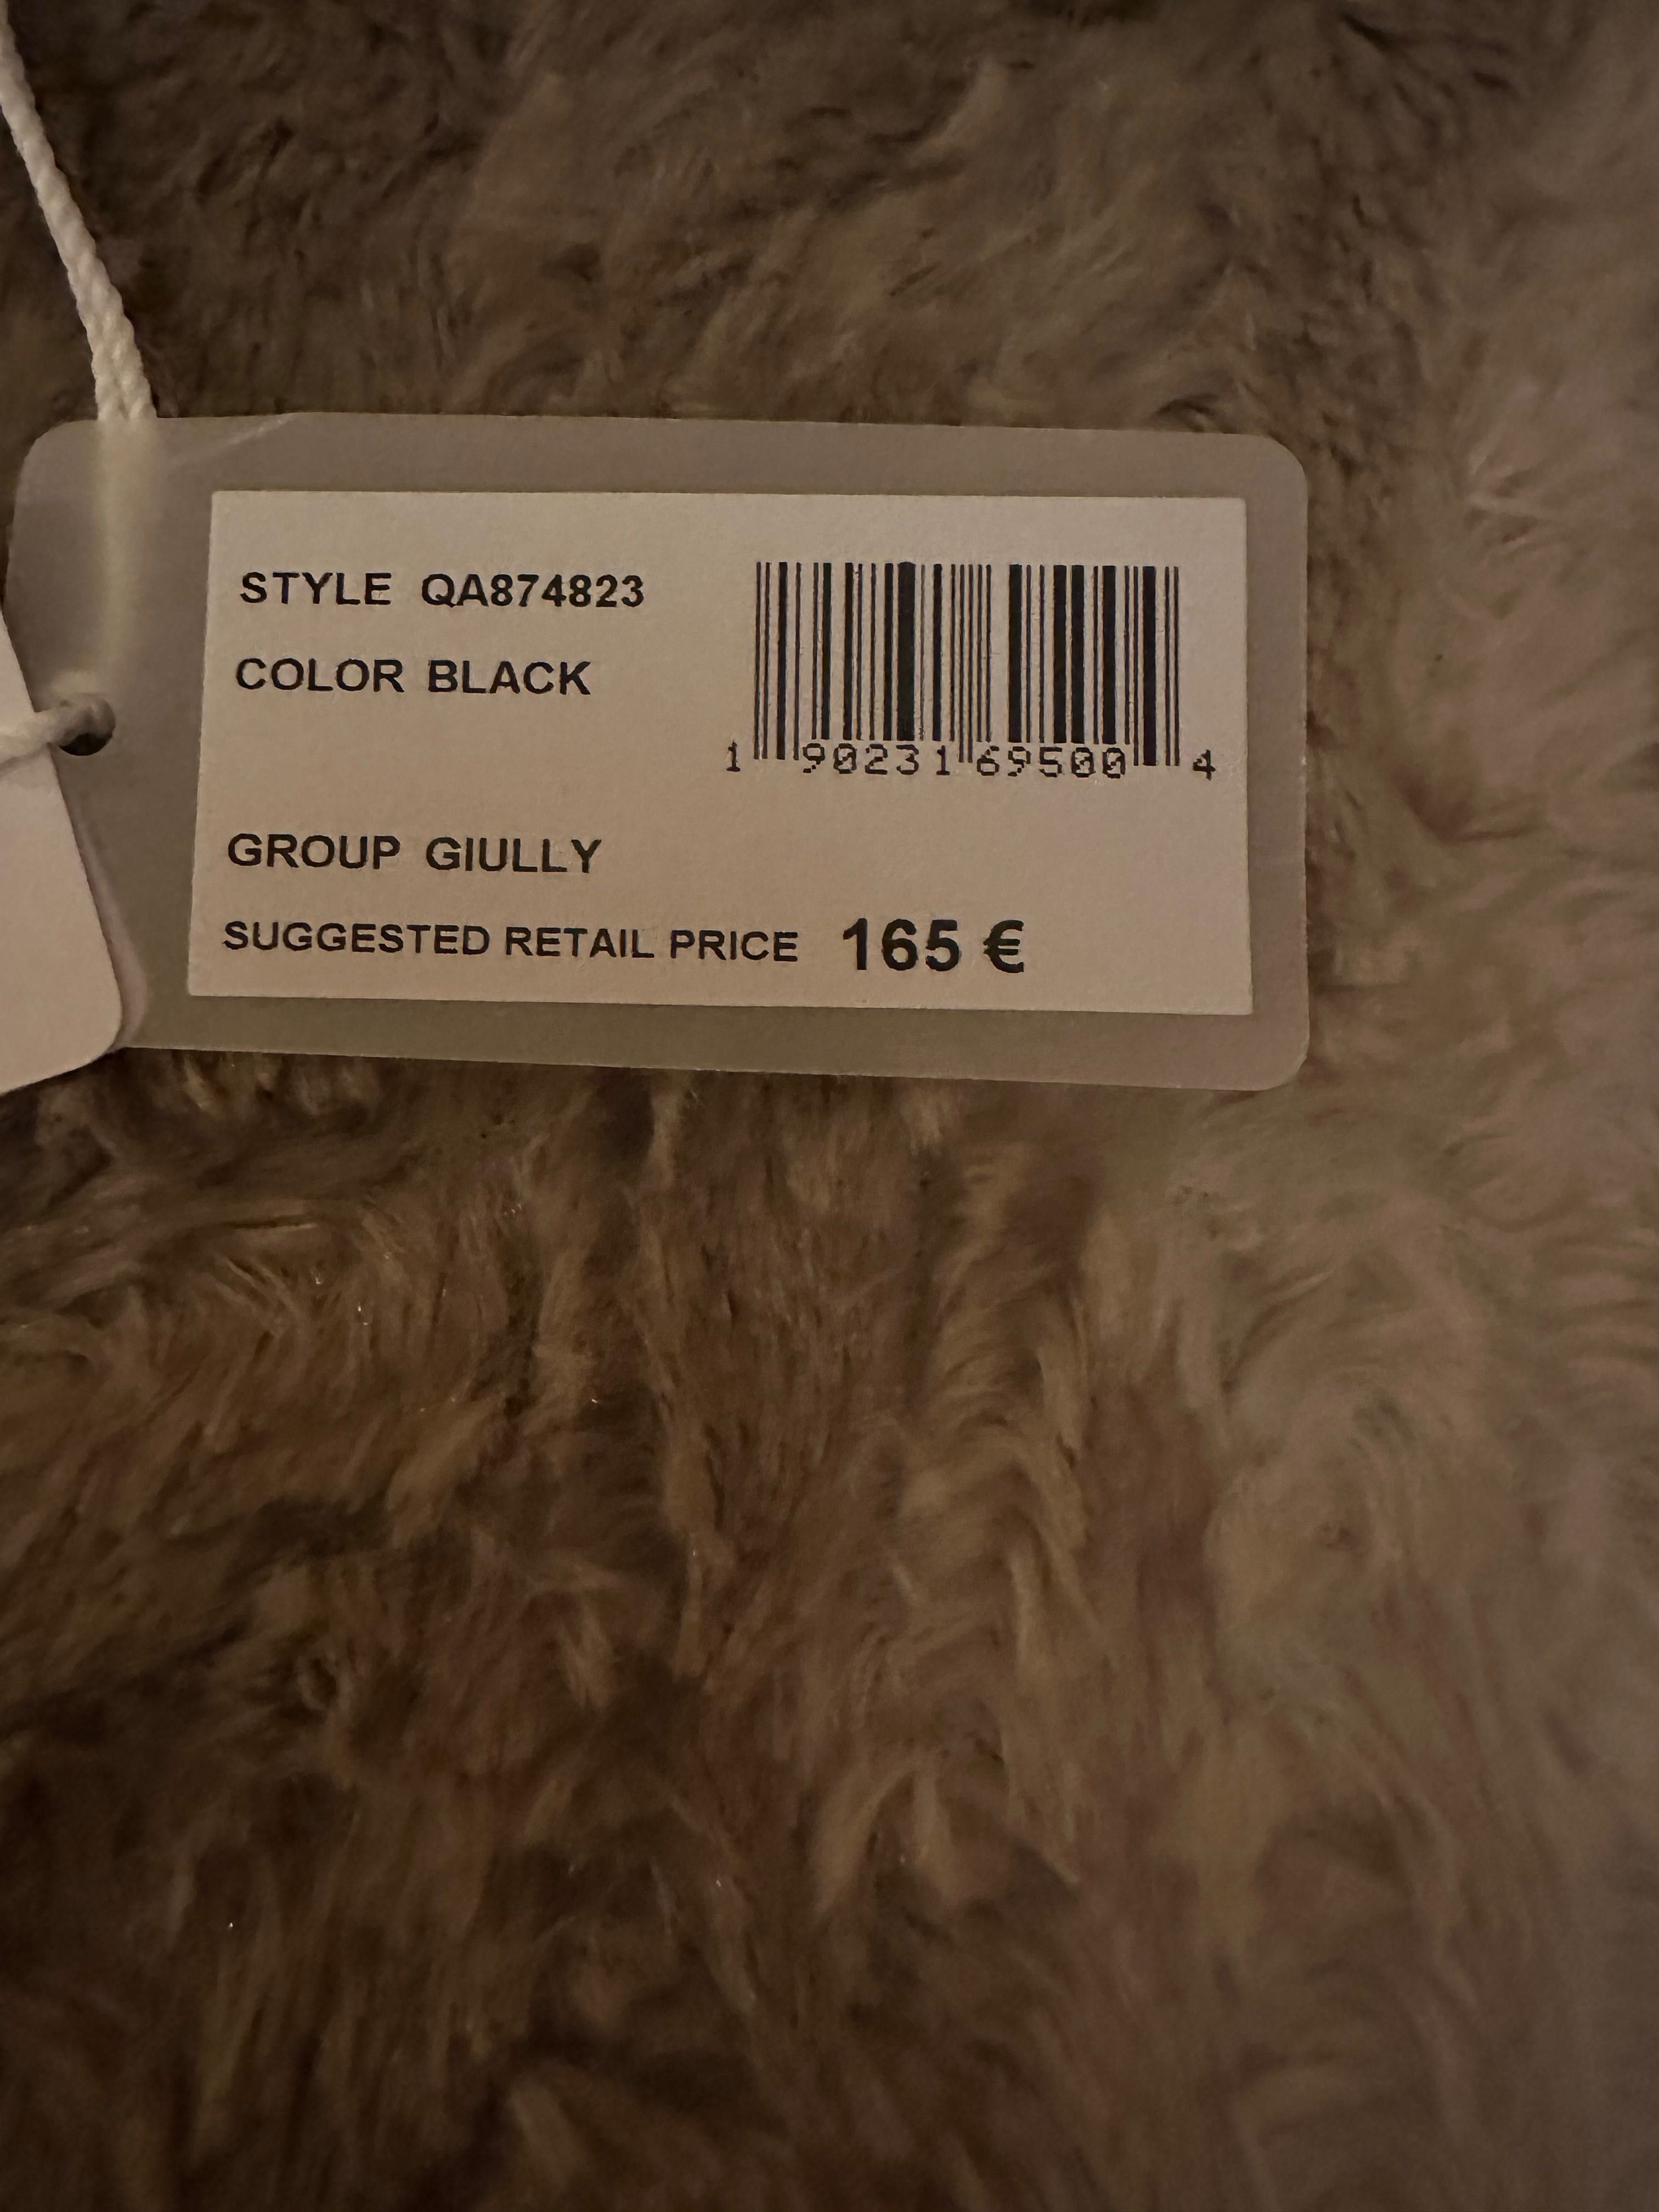 STYLE QA874823
COLOR BLACK
1 90231 69500 4
GROUP GIULLY
SUGGESTED RETAIL PRICE 165 €